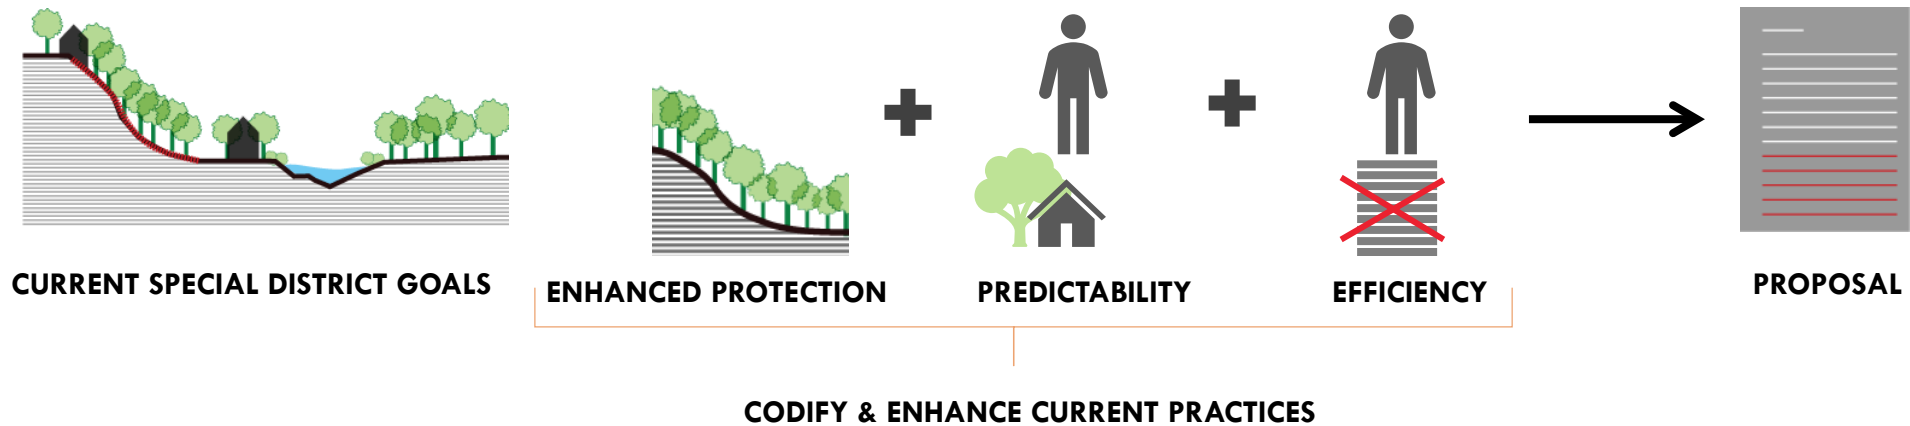 CURRENT SPECIAL DISTRICT GOALS
ENHANCED PROTECTION
PREDICTABILITY
EFFICIENCY
PROPOSAL
CODIFY & ENHANCE CURRENT PRACTICES